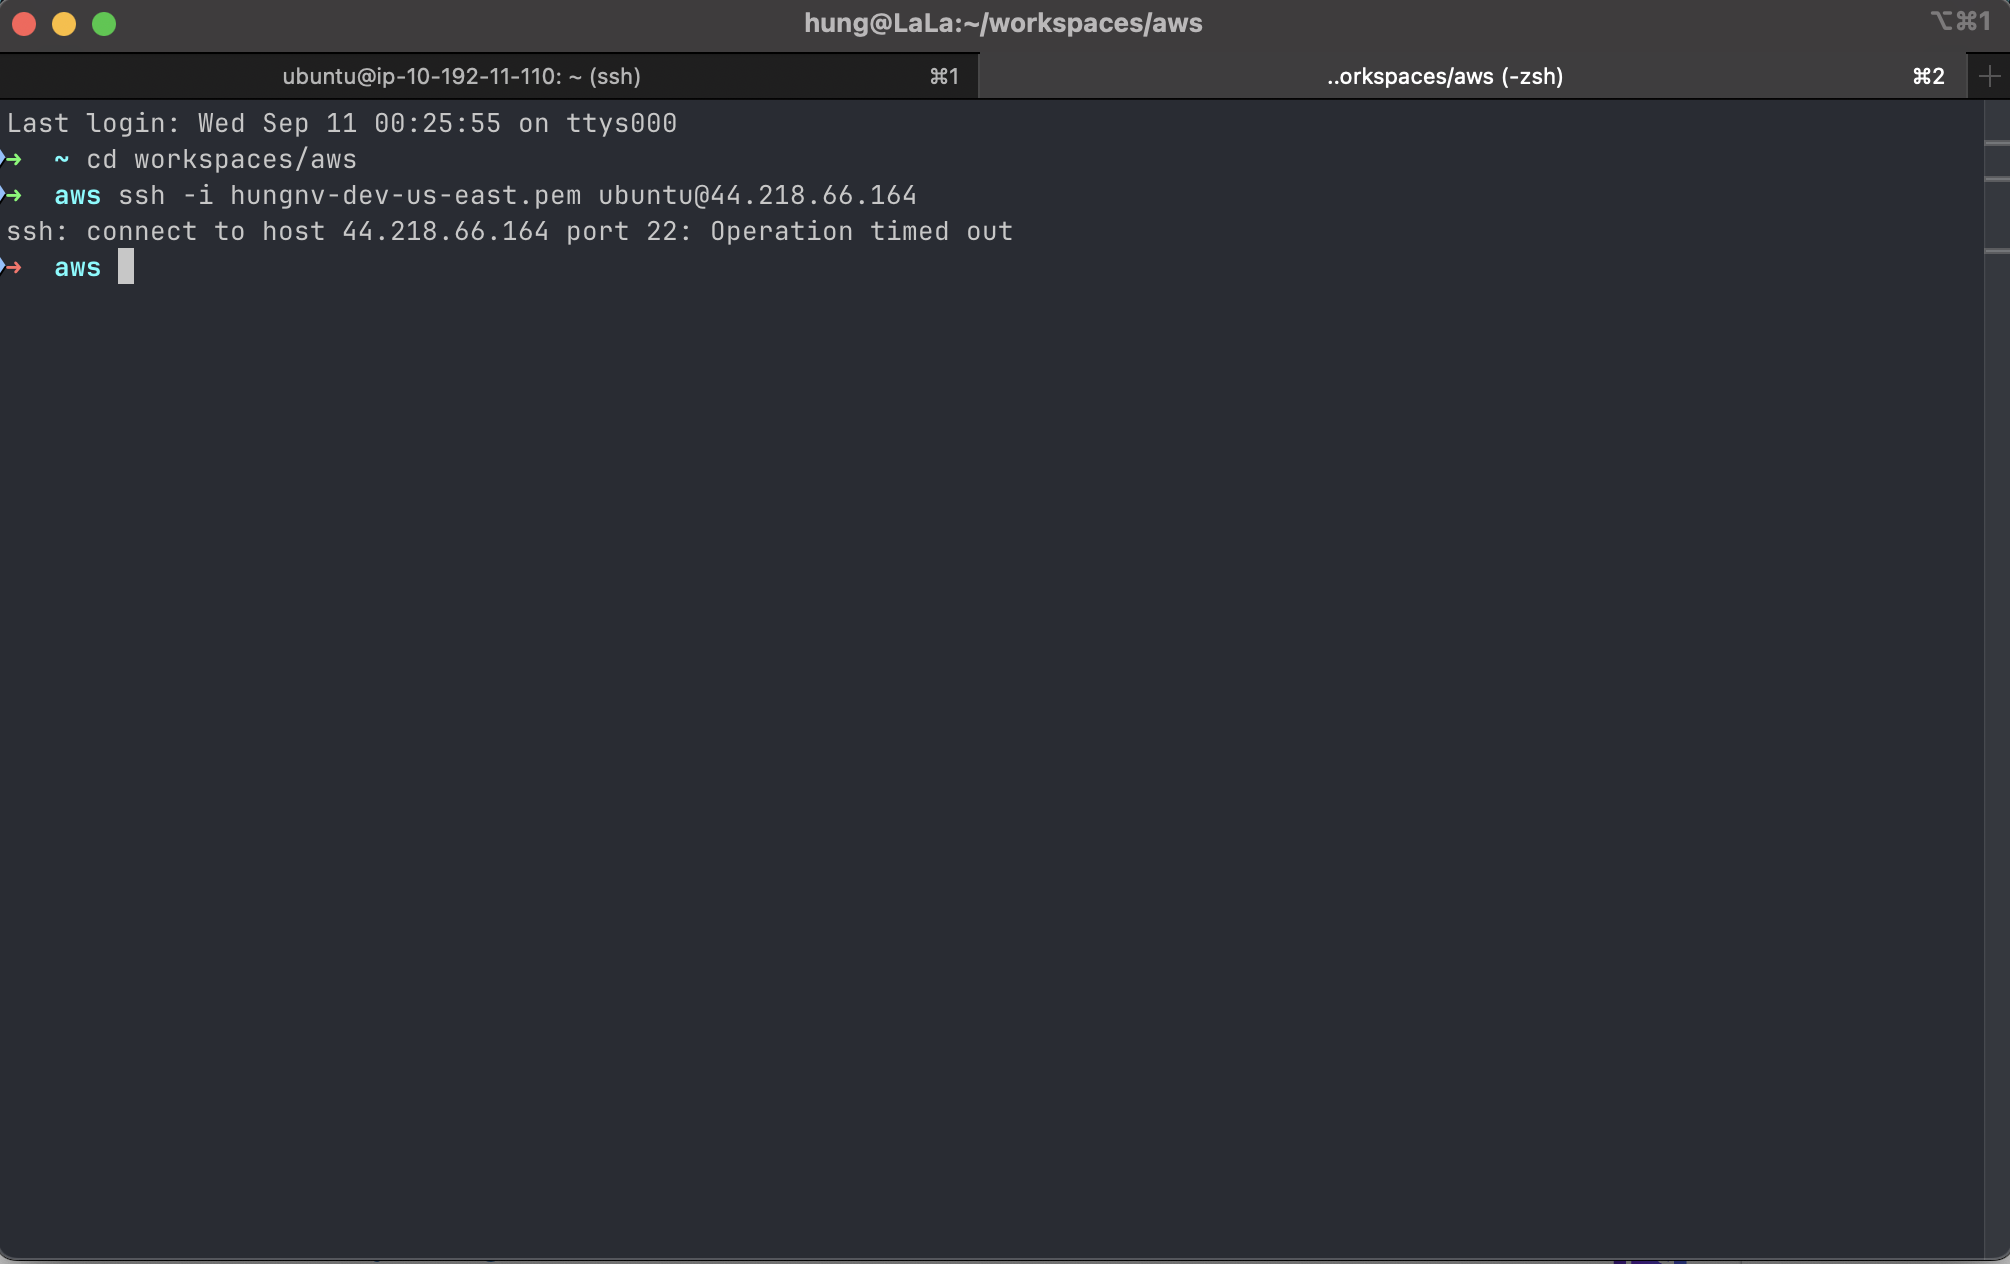 hung@LaLa:~/workspaces/aws
⌥⌘1
ubuntu@ip-10-192-11-110: ~ (ssh)
⌘1
..orkspaces/aws (-zsh)
⌘2
Last login: Wed Sep 11 00:25:55 on ttys000
➜  ~ cd workspaces/aws
➜  aws ssh -i hungnv-dev-us-east.pem ubuntu@44.218.66.164
ssh: connect to host 44.218.66.164 port 22: Operation timed out
➜  aws